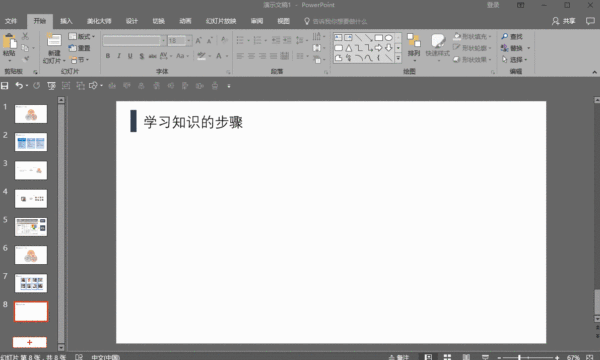 演示文稿1 - PowerPoint
登录
开始 插入 美化大师 设计 切换 动画 幻灯片放映 审阅 视图 告诉我你想要做什么 共享
粘贴
新建
幻灯片
版式
重置
节
18
排列
快速样式
形状填充
形状轮廓
形状效果
查找
替换
选择
剪贴板 幻灯片 字体 段落 绘图 编辑
学习知识的步骤
1
2
3
4
5
6
7
8
幻灯片 第 8 张，共 8 张 中文(中国) 备注 67%